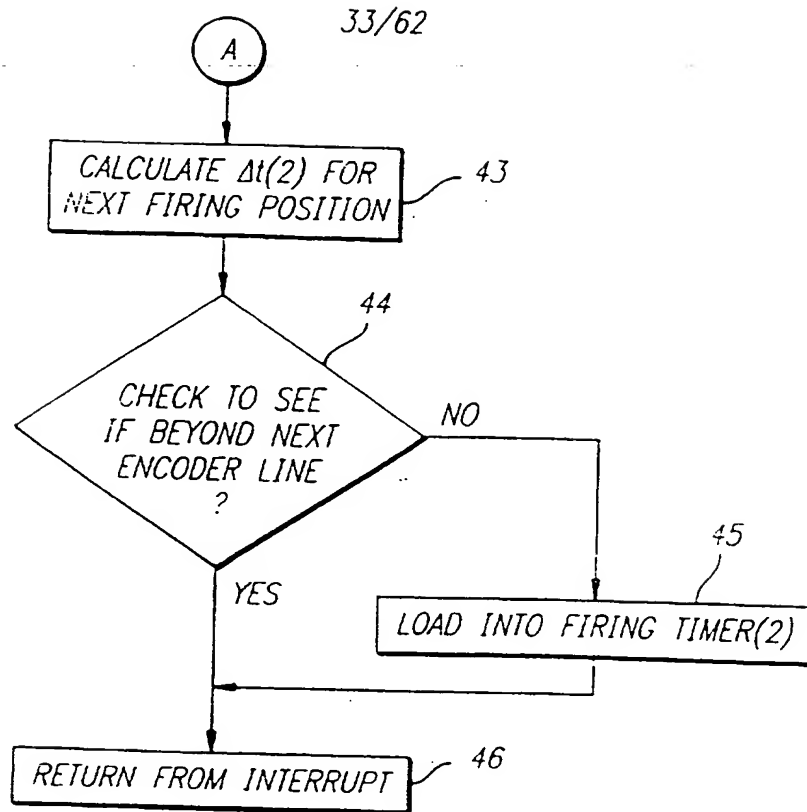 33/62
A
CALCULATE Δt(2) FOR
NEXT FIRING POSITION
43
44
CHECK TO SEE
IF BEYOND NEXT
ENCODER LINE
?
NO
YES
45
LOAD INTO FIRING TIMER(2)
RETURN FROM INTERRUPT
46